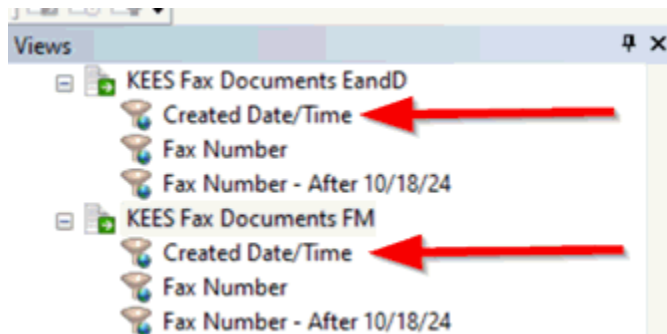 Views
KEES Fax Documents EandD
Created Date/Time
Fax Number
Fax Number - After 10/18/24
KEES Fax Documents FM
Created Date/Time
Fax Number
Fax Number - After 10/18/24